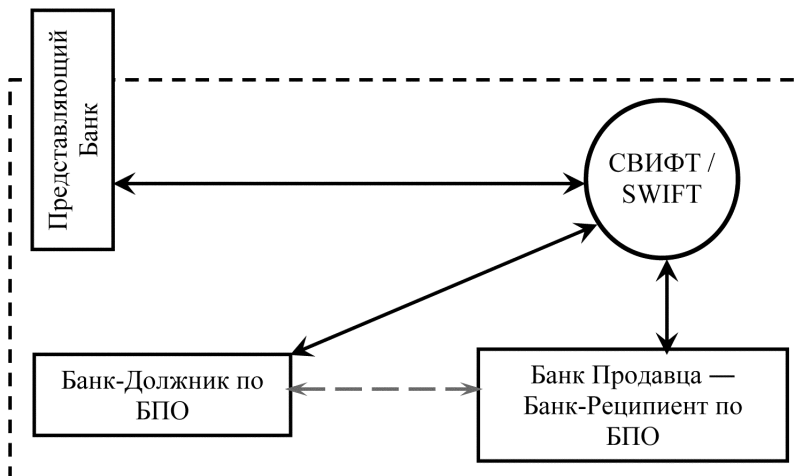 Представляющий
Банк
СВИФТ /
SWIFT
Банк-Должник по
БПО
Банк Продавца —
Банк-Реципиент по
БПО